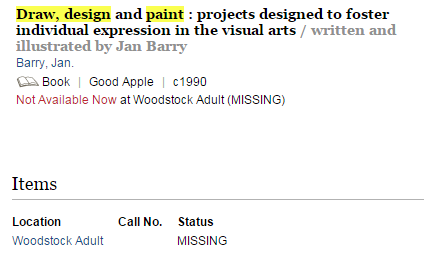 Draw, design and paint : projects designed to foster
individual expression in the visual arts / written and
illustrated by Jan Barry
Barry, Jan.
Book | Good Apple | c1990
Not Available Now at Woodstock Adult (MISSING)
Items
Location Call No. Status
Woodstock Adult MISSING